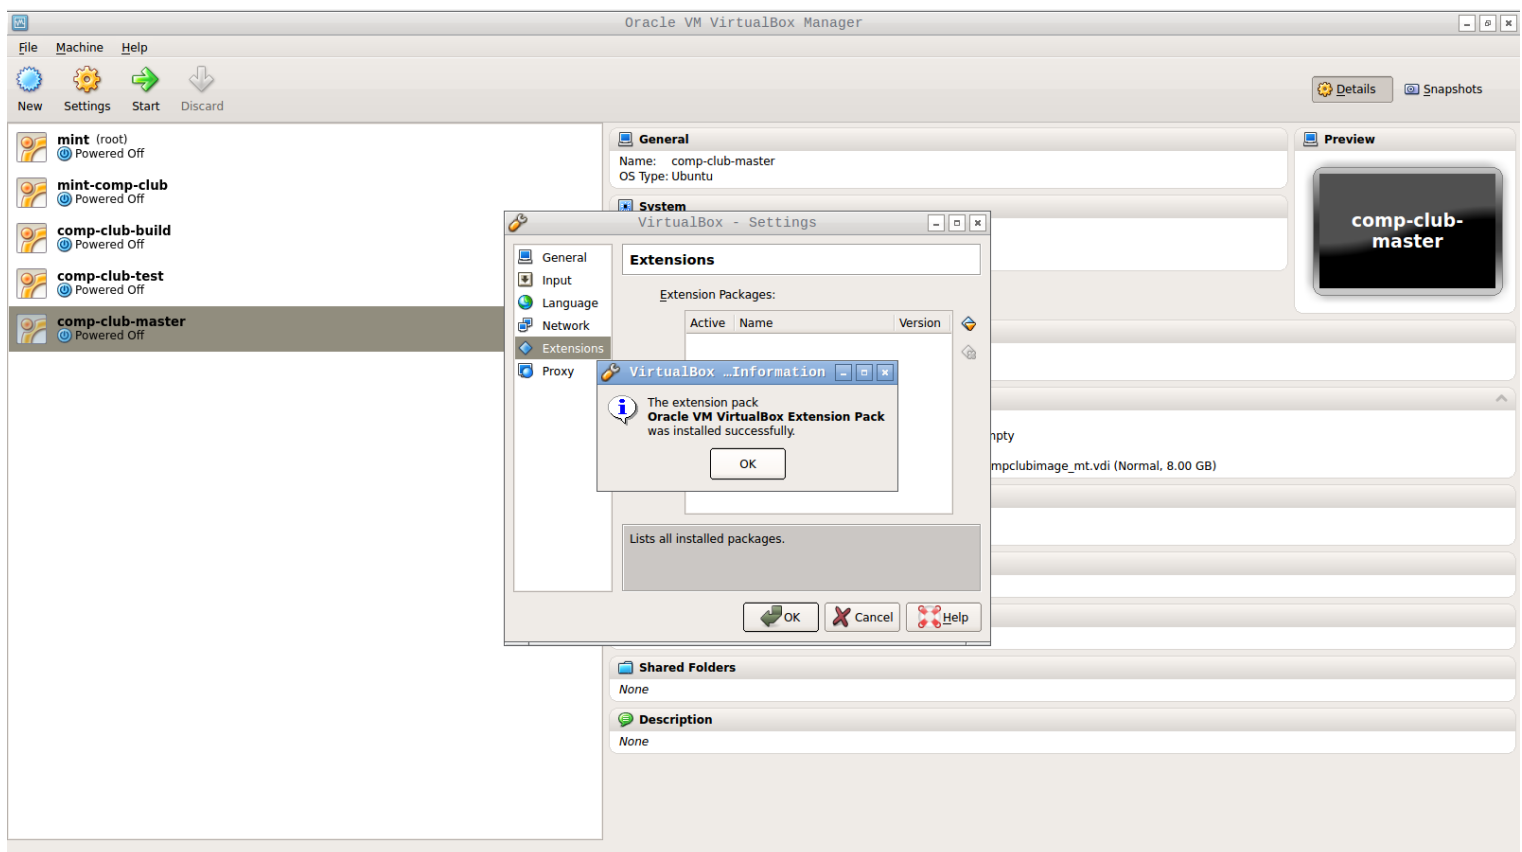 Oracle VM VirtualBox Manager
File Machine Help
New Settings Start Discard
Details Snapshots
mint (root)
Powered Off
mint-comp-club
Powered Off
comp-club-build
Powered Off
comp-club-test
Powered Off
comp-club-master
Powered Off
General
Name: comp-club-master
OS Type: Ubuntu
System
Preview
comp-club-
master
VirtualBox - Settings
General
Input
Language
Network
Extensions
Proxy
Extensions
Extension Packages:
Active Name Version
VirtualBox …Information
The extension pack
Oracle VM VirtualBox Extension Pack
was installed successfully.
OK
Lists all installed packages.
OK Cancel Help
mpclubimage_mt.vdi (Normal, 8.00 GB)
Shared Folders
None
Description
None